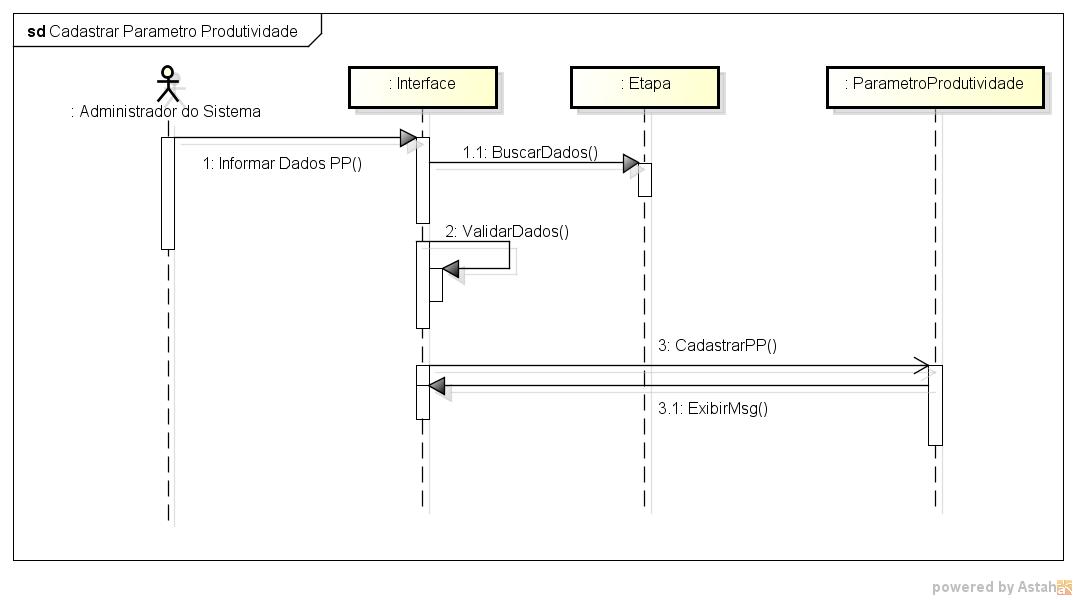 sd Cadastrar Parametro Produtividade
: Administrador do Sistema
: Interface
: Etapa
: ParametroProdutividade
1: Informar Dados PP()
1.1: BuscarDados()
2: ValidarDados()
3: CadastrarPP()
3.1: ExibirMsg()
powered by Astah